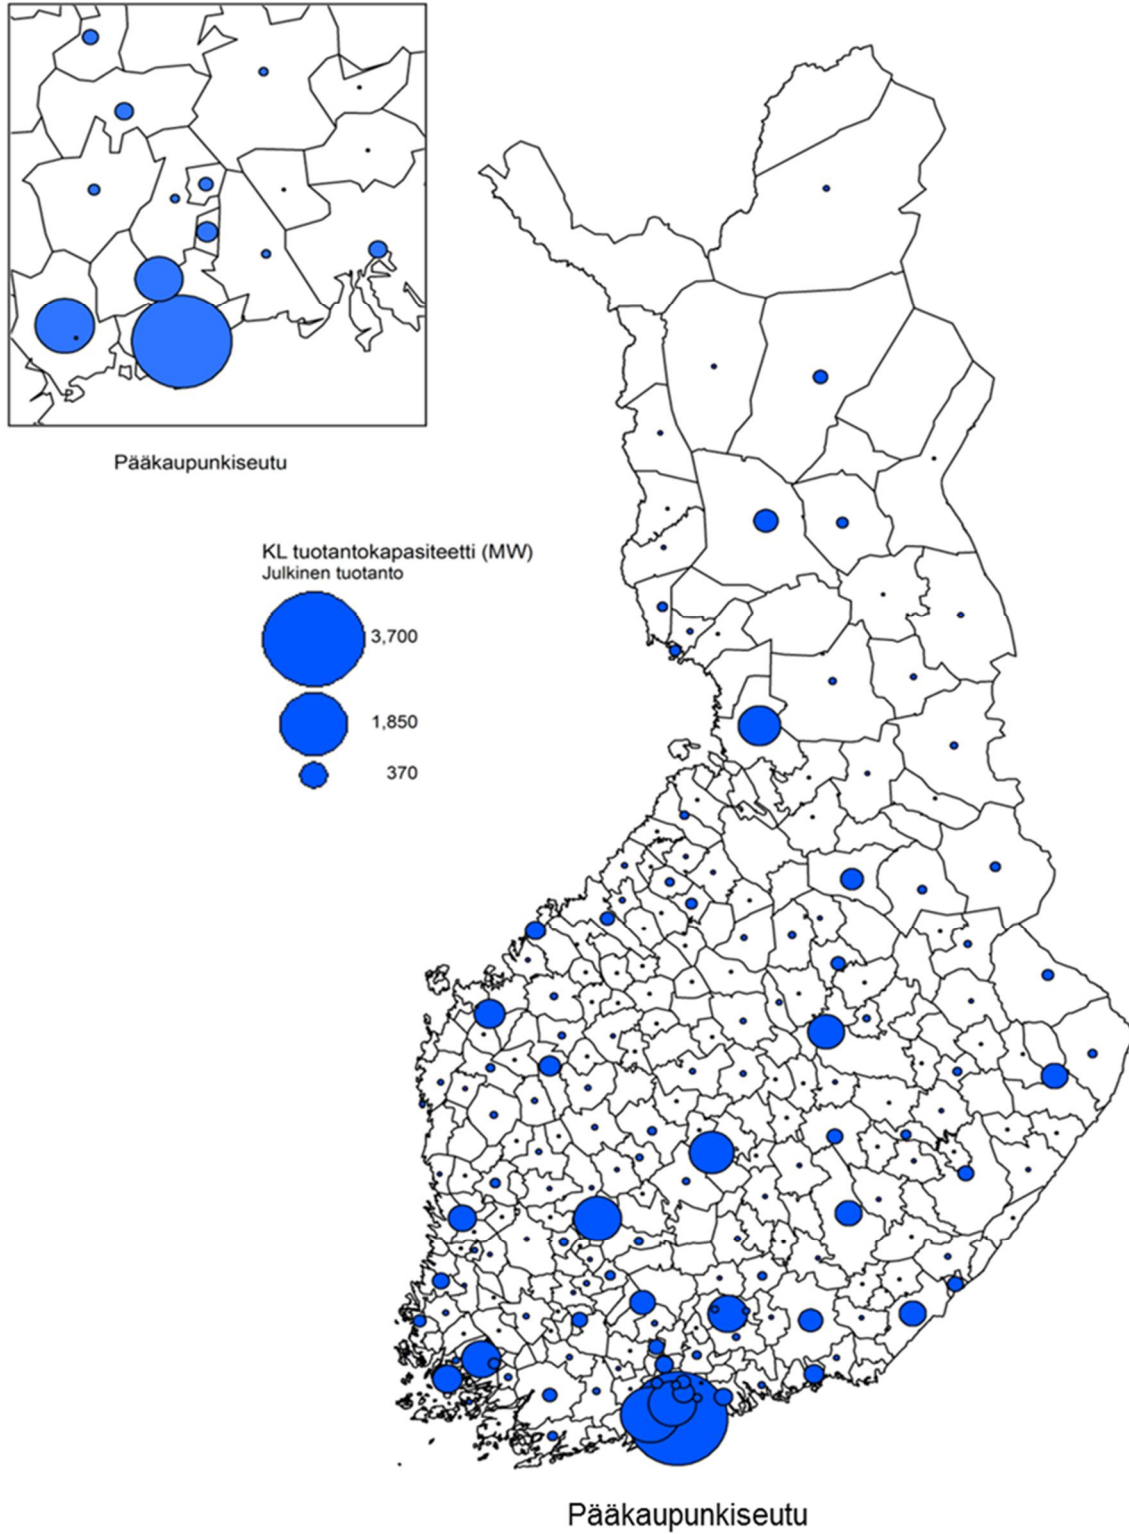 Pääkaupunkiseutu
KL tuotantokapasiteetti (MW)
Julkinen tuotanto
3,700
1,850
370
Pääkaupunkiseutu